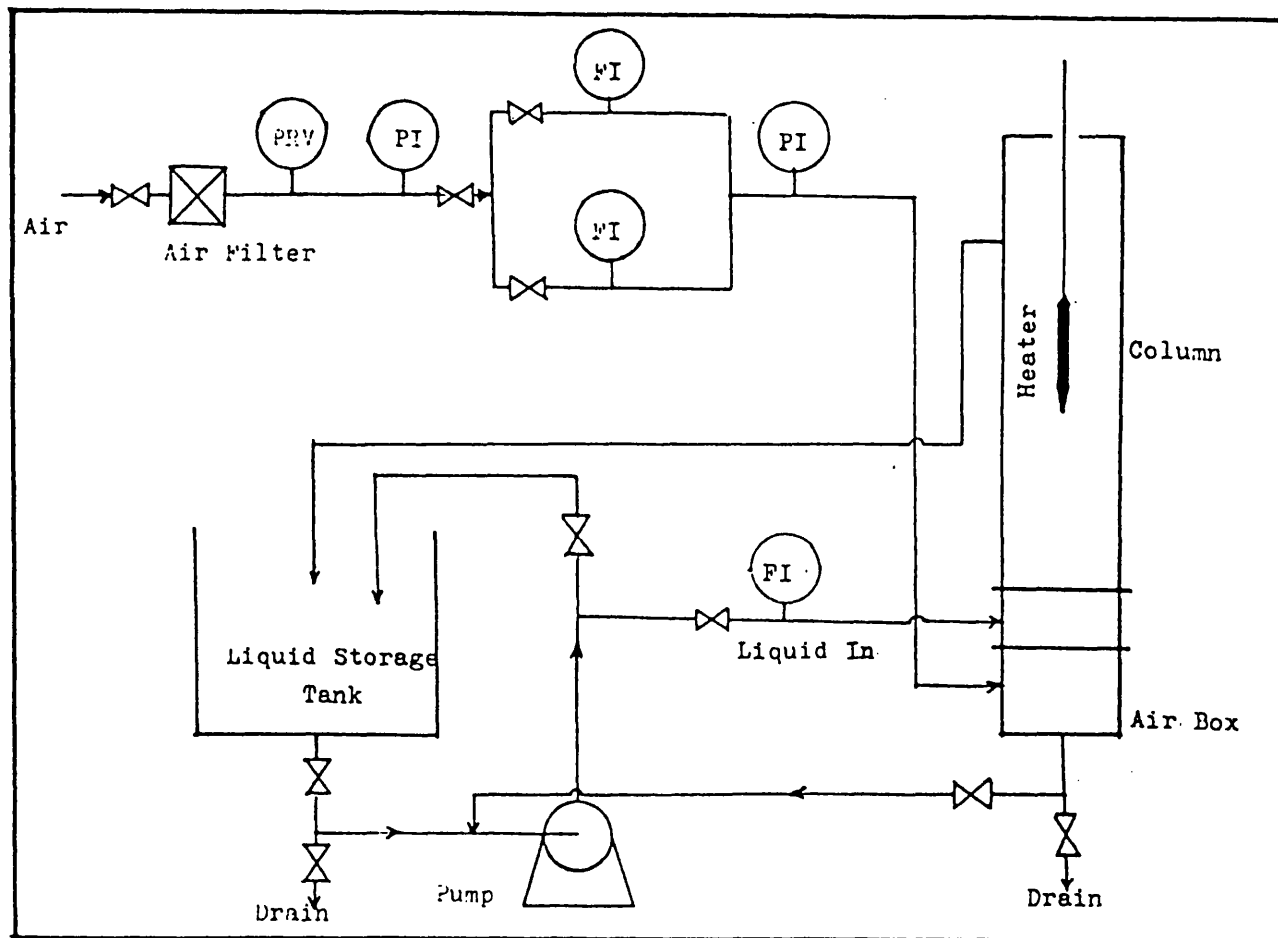 FI
PRV
PI
PI
FI
Air
Air Filter
Heater
Column
FI
Liquid In
Liquid Storage
Tank
Air Box
Pump
Drain
Drain